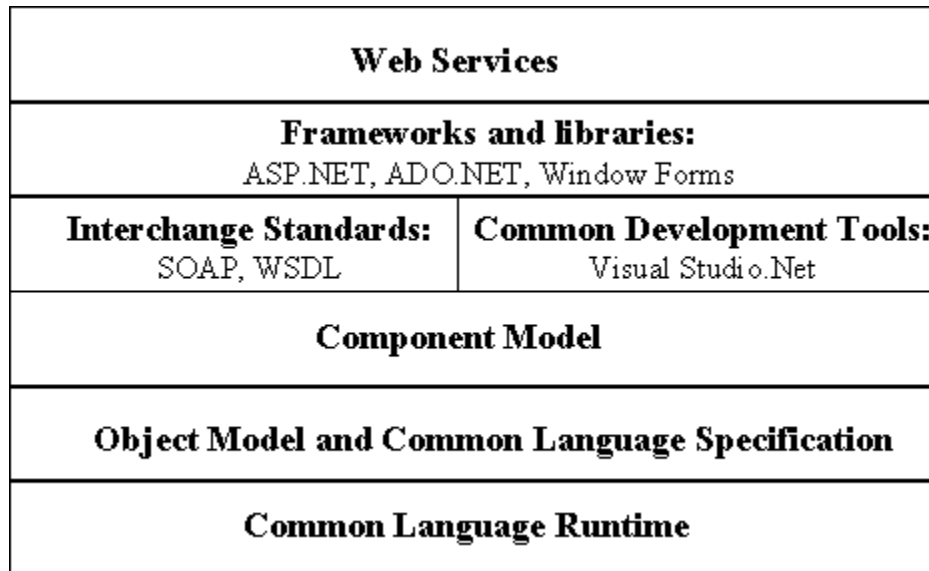 Web Services
Frameworks and libraries:
ASP.NET, ADO.NET, Window Forms
Interchange Standards:
SOAP, WSDL
Common Development Tools:
Visual Studio.Net
Component Model
Object Model and Common Language Specification
Common Language Runtime